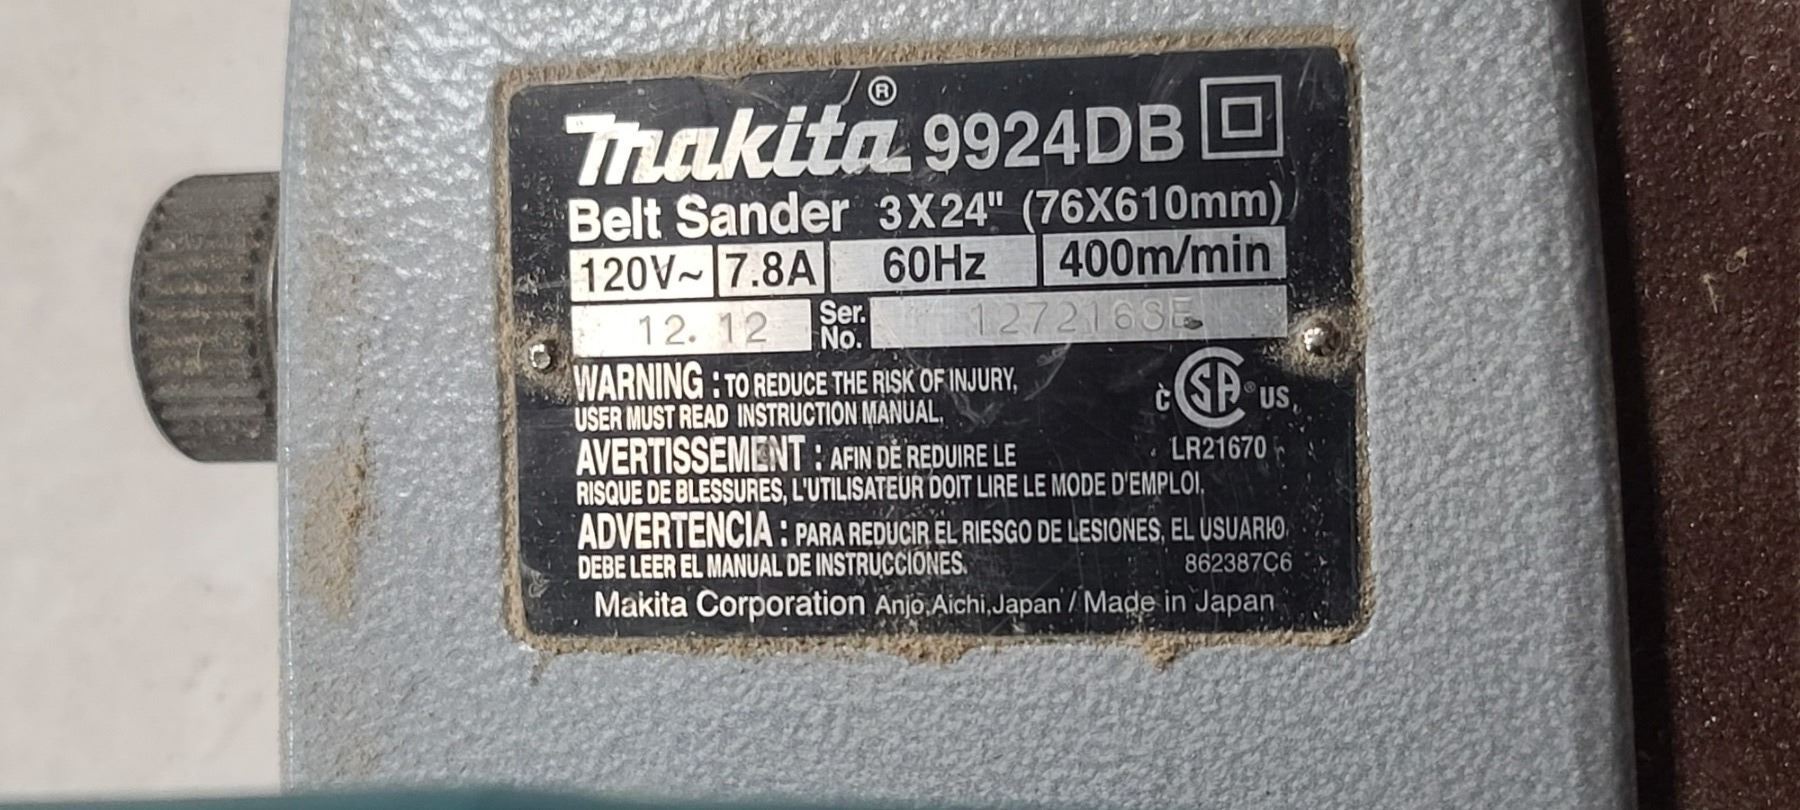 makita® 9924DB
Belt Sander 3X24" (76X610mm)
120V~ 7.8A 60Hz 400m/min
12. 12 Ser. No. 127216SE
WARNING : TO REDUCE THE RISK OF INJURY,
USER MUST READ INSTRUCTION MANUAL.
AVERTISSEMENT : AFIN DE REDUIRE LE
RISQUE DE BLESSURES, L'UTILISATEUR DOIT LIRE LE MODE D'EMPLOI.
ADVERTENCIA : PARA REDUCIR EL RIESGO DE LESIONES, EL USUARIO
DEBE LEER EL MANUAL DE INSTRUCCIONES.
c SA® US
LR21670
862387C6
Makita Corporation Anjo, Aichi, Japan / Made in Japan